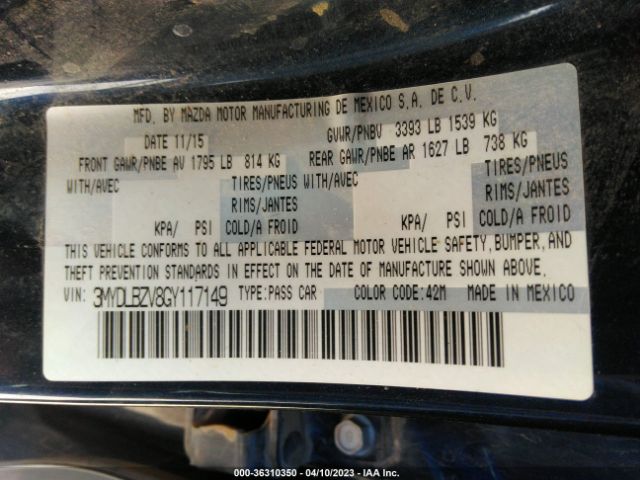 MFD. BY MAZDA MOTOR MANUFACTURING DE MEXICO S.A. DE C.V.
DATE 11/15 GVWR/PNBV 3393 LB 1539 KG
FRONT GAWR/PNBE AV 1795 LB 814 KG REAR GAWR/PNBE AR 1627 LB 738 KG
WITH/AVEC TIRES/PNEUS WITH/AVEC TIRES/PNEUS
RIMS/JANTES RIMS/JANTES
KPA/ PSI COLD/A FROID KPA/ PSI COLD/A FROID
THIS VEHICLE CONFORMS TO ALL APPLICABLE FEDERAL MOTOR VEHICLE SAFETY, BUMPER, AND
THEFT PREVENTION STANDARDS IN EFFECT ON THE DATE OF MANUFACTURE SHOWN ABOVE.
VIN: 3MYDLBZV8GY117149 TYPE:PASS CAR COLOR CODE:42M MADE IN MEXICO
000-36310350 - 04/10/2023 - IAA Inc.